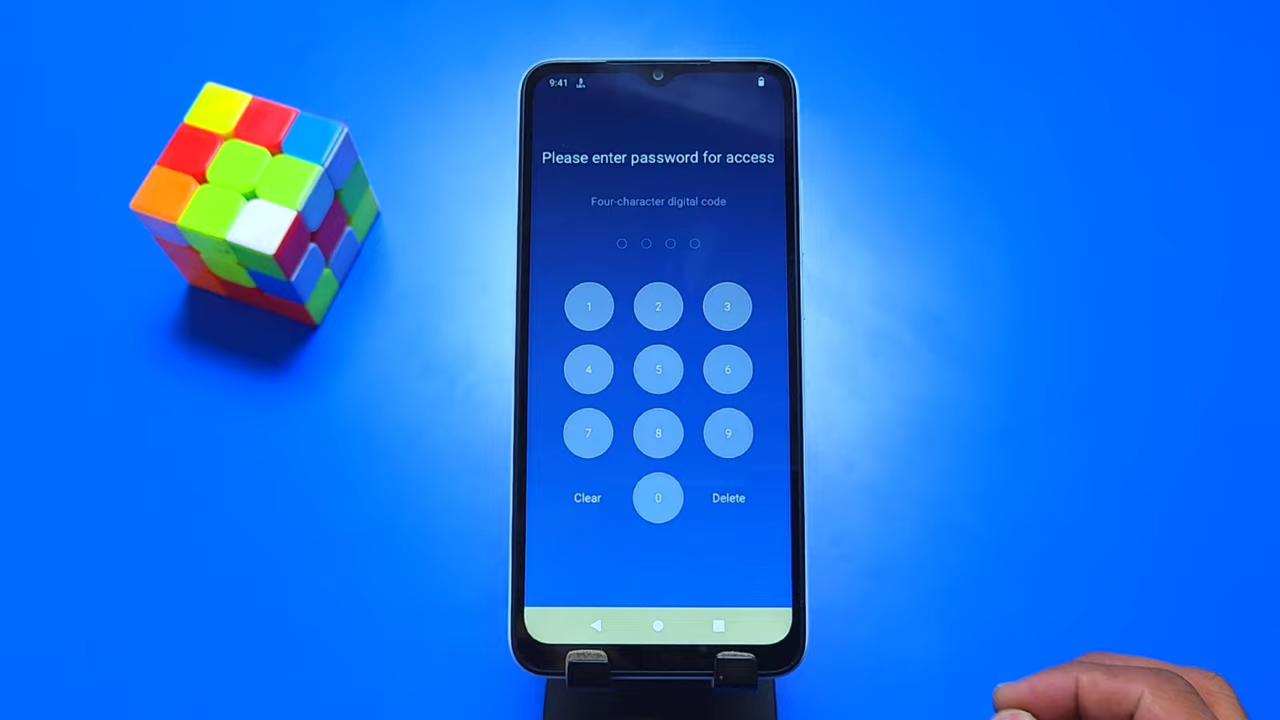 9:41
Please enter password for access
Four-character digital code
1 2 3
4 5 6
7 8 9
Clear 0 Delete